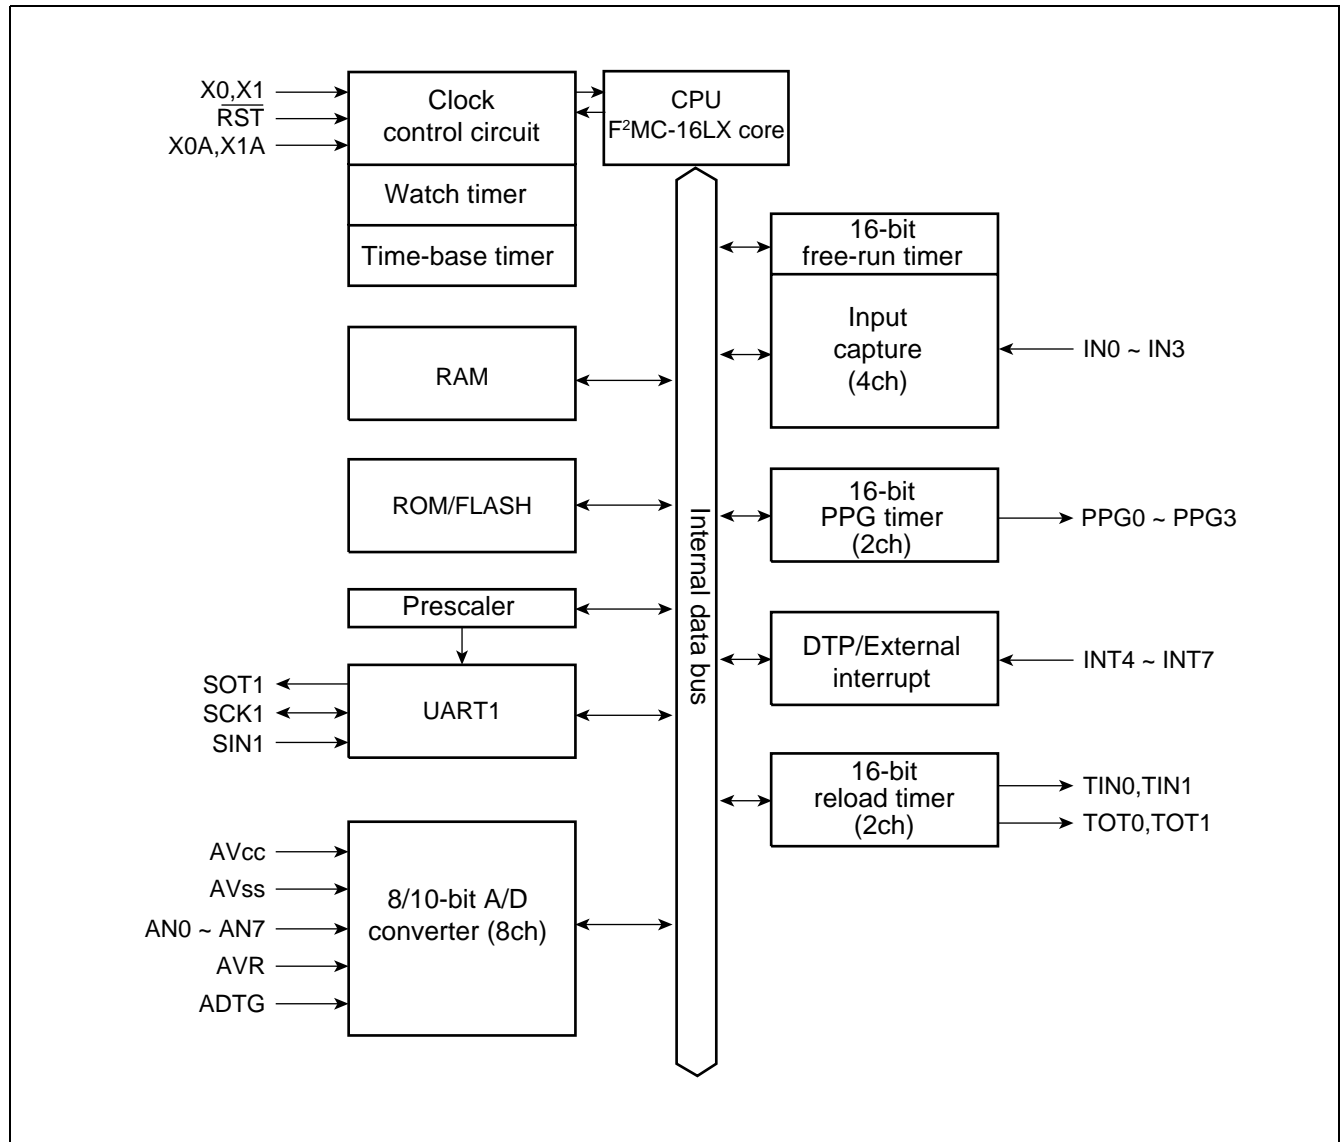 X0,X1
RST
X0A,X1A
Clock
control circuit
Watch timer
Time-base timer
CPU
F²MC-16LX core
RAM
ROM/FLASH
Prescaler
UART1
SOT1
SCK1
SIN1
8/10-bit A/D
converter (8ch)
AVcc
AVss
AN0 ~ AN7
AVR
ADTG
Internal data bus
16-bit
free-run timer
Input
capture
(4ch)
IN0 ~ IN3
16-bit
PPG timer
(2ch)
PPG0 ~ PPG3
DTP/External
interrupt
INT4 ~ INT7
16-bit
reload timer
(2ch)
TIN0,TIN1
TOT0,TOT1